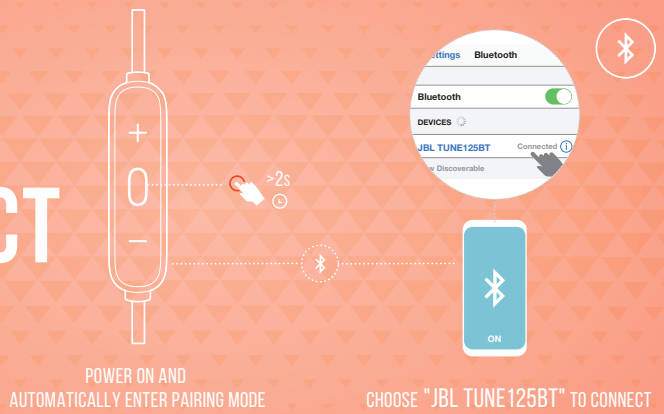 ettings Bluetooth
Bluetooth
DEVICES
JBL TUNE125BT Connected
Discoverable
+
>2s
CT
−
ON
POWER ON AND
AUTOMATICALLY ENTER PAIRING MODE
CHOOSE "JBL TUNE125BT" TO CONNECT